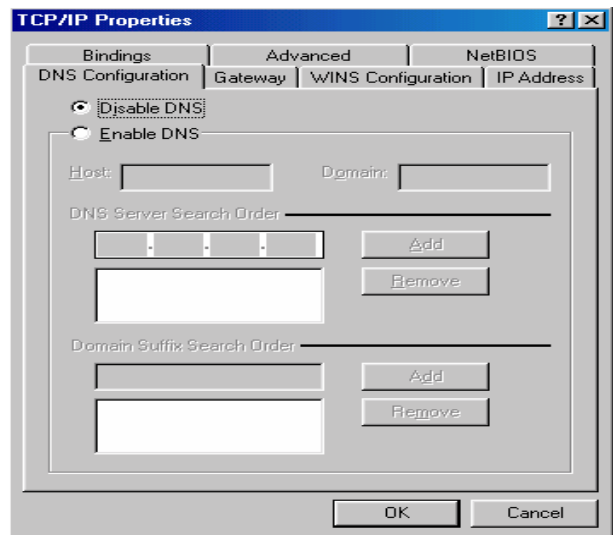 TCP/IP Properties
? X
Bindings Advanced NetBIOS
DNS Configuration Gateway WINS Configuration IP Address
Disable DNS
Enable DNS
Host: Domain:
DNS Server Search Order
. . . Add
Remove
Domain Suffix Search Order
Add
Remove
OK Cancel